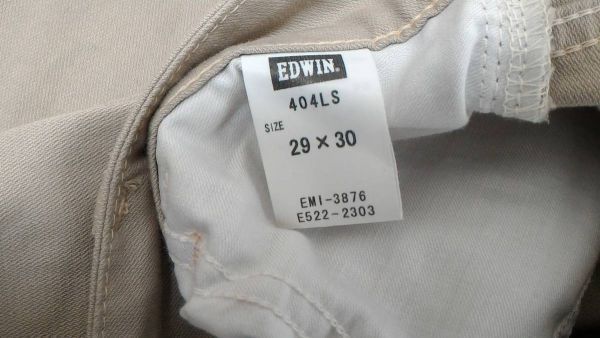 EDWIN.
404LS
SIZE
29×30
EMI-3876
E522-2303